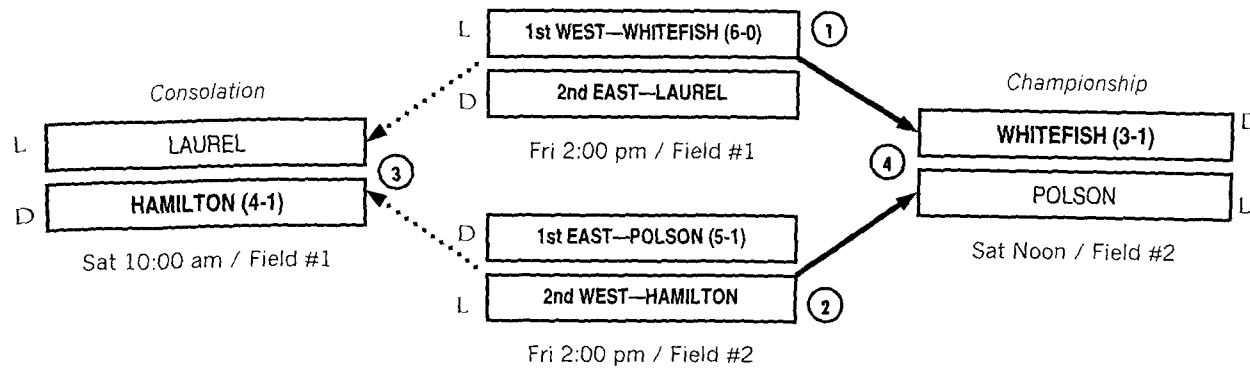 L 1st WEST—WHITEFISH (6-0) 1
D 2nd EAST—LAUREL
Fri 2:00 pm / Field #1
Consolation
L LAUREL
3
D HAMILTON (4-1)
Sat 10:00 am / Field #1
Championship
WHITEFISH (3-1) D
4
POLSON L
Sat Noon / Field #2
D 1st EAST—POLSON (5-1)
L 2nd WEST—HAMILTON 2
Fri 2:00 pm / Field #2